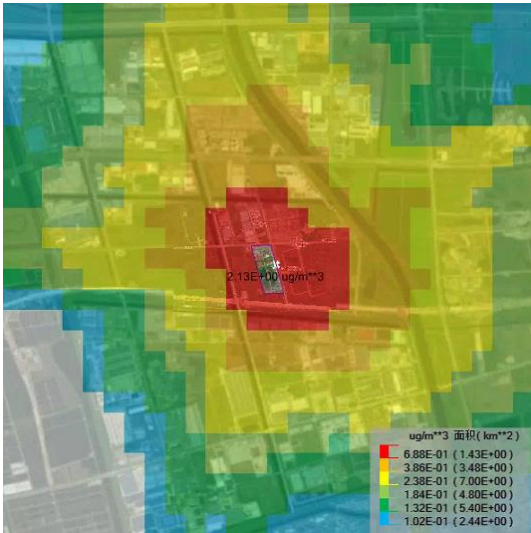 2.13E+00 ug/m**3
ug/m**3 面积(km**2)
6.88E-01 (1.43E+00)
3.86E-01 (3.48E+00)
2.38E-01 (7.00E+00)
1.84E-01 (4.80E+00)
1.32E-01 (5.40E+00)
1.02E-01 (2.44E+00)